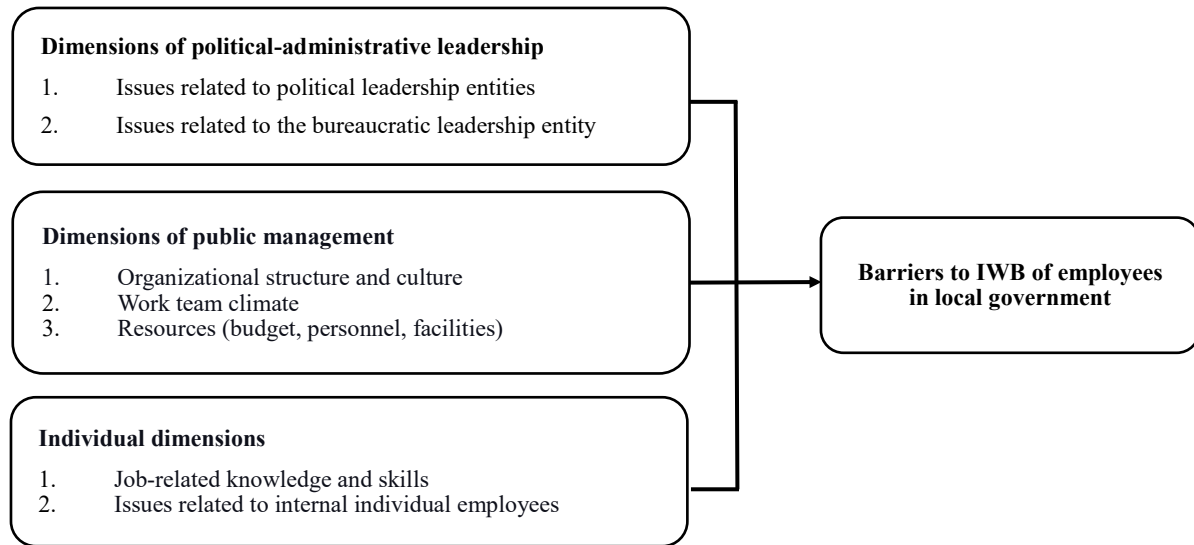 Dimensions of political-administrative leadership
1. Issues related to political leadership entities
2. Issues related to the bureaucratic leadership entity
Dimensions of public management
1. Organizational structure and culture
2. Work team climate
3. Resources (budget, personnel, facilities)
Individual dimensions
1. Job-related knowledge and skills
2. Issues related to internal individual employees
Barriers to IWB of employees
in local government